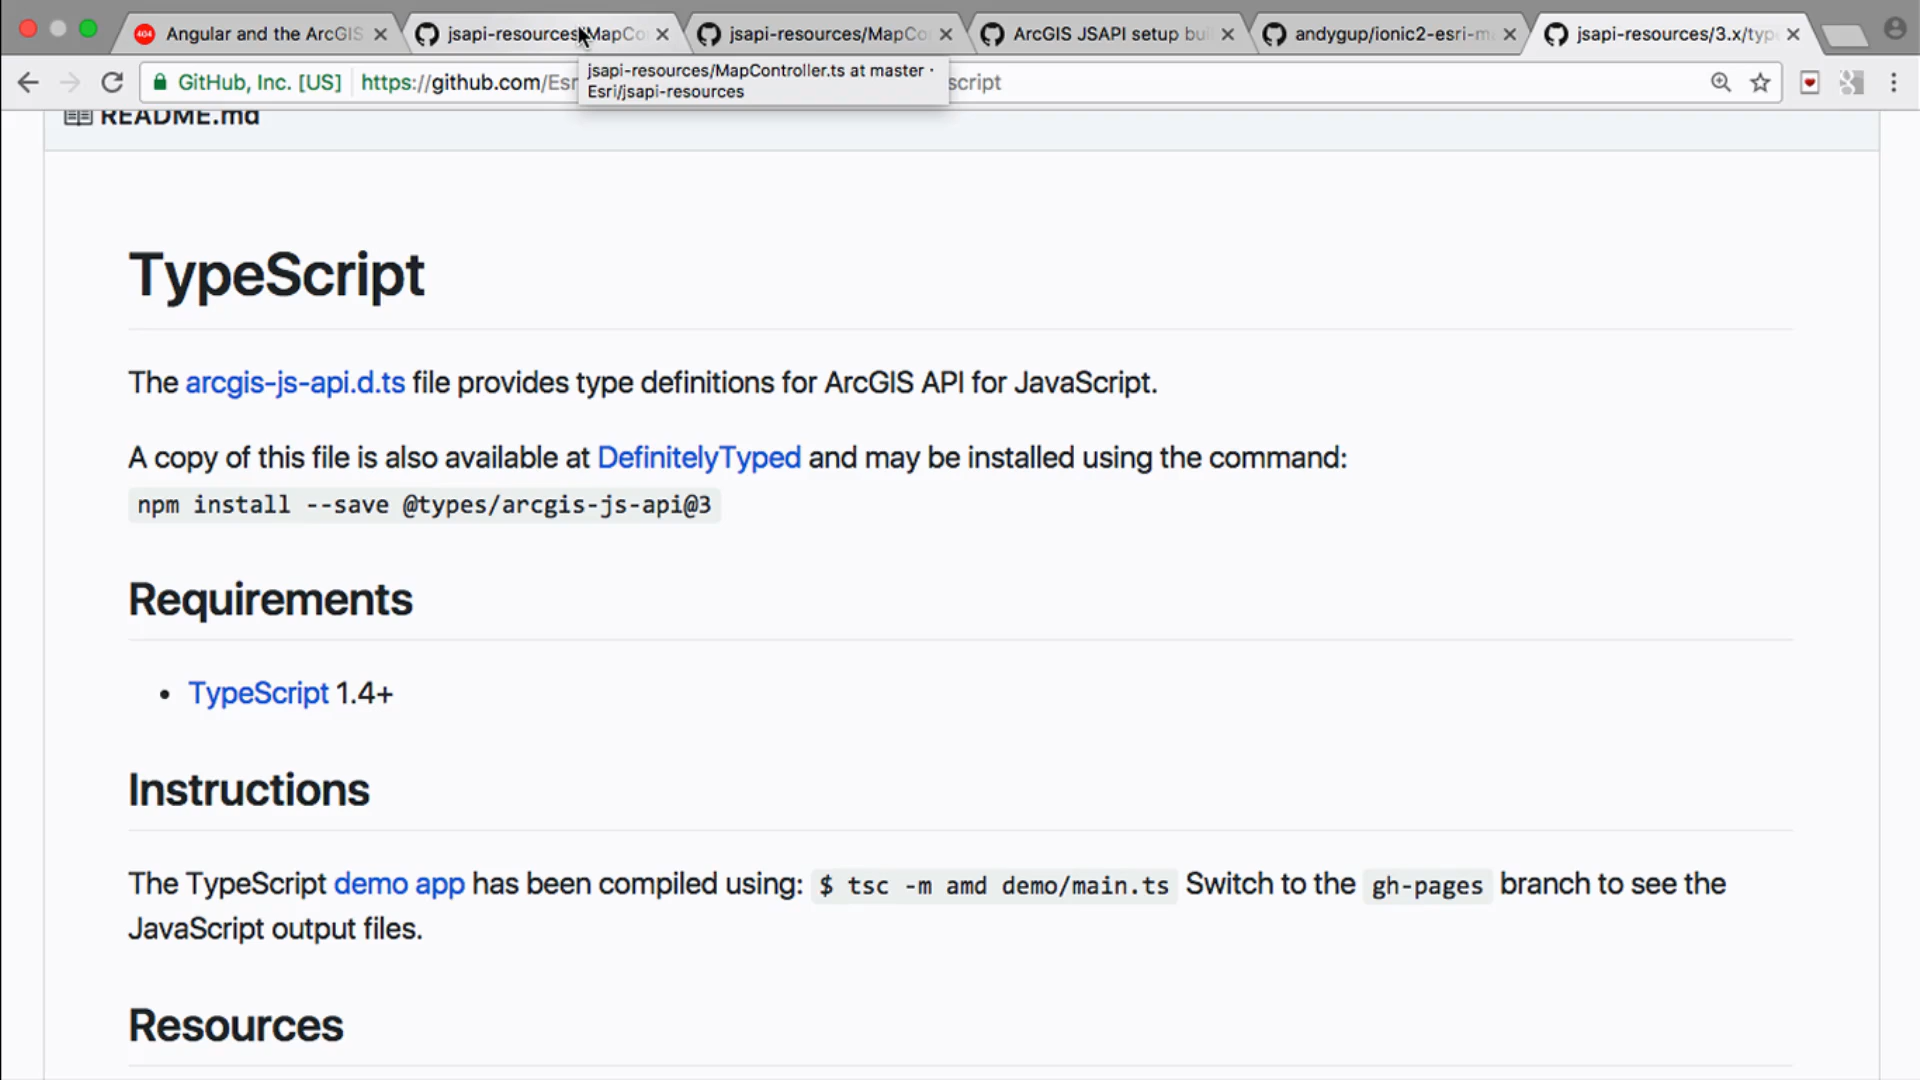 Angular and the ArcGIS
jsapi-resources/MapCo
jsapi-resources/MapCo
ArcGIS JSAPI setup bui
andygup/ionic2-esri-m
jsapi-resources/3.x/typ
GitHub, Inc. [US]
https://github.com/Esr
script
jsapi-resources/MapController.ts at master ·
Esri/jsapi-resources
README.md
TypeScript
The arcgis-js-api.d.ts file provides type definitions for ArcGIS API for JavaScript.
A copy of this file is also available at DefinitelyTyped and may be installed using the command:
npm install --save @types/arcgis-js-api@3
Requirements
• TypeScript 1.4+
Instructions
The TypeScript demo app has been compiled using: $ tsc -m amd demo/main.ts Switch to the gh-pages branch to see the
JavaScript output files.
Resources